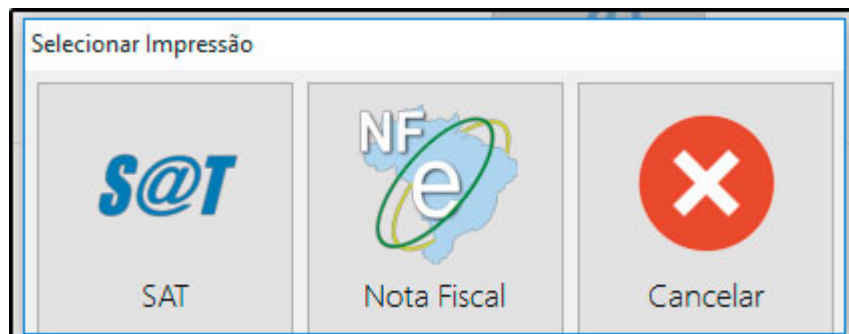 Selecionar Impressão
S@T
NF
e
SAT
Nota Fiscal
Cancelar